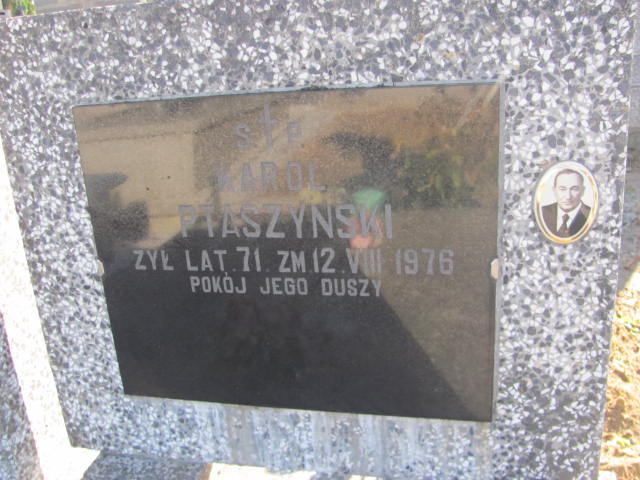 Ś P
KAROL
PTASZYŃSKI
ŻYŁ LAT. 71. ZM. 12. VIII 1976
POKÓJ JEGO DUSZY